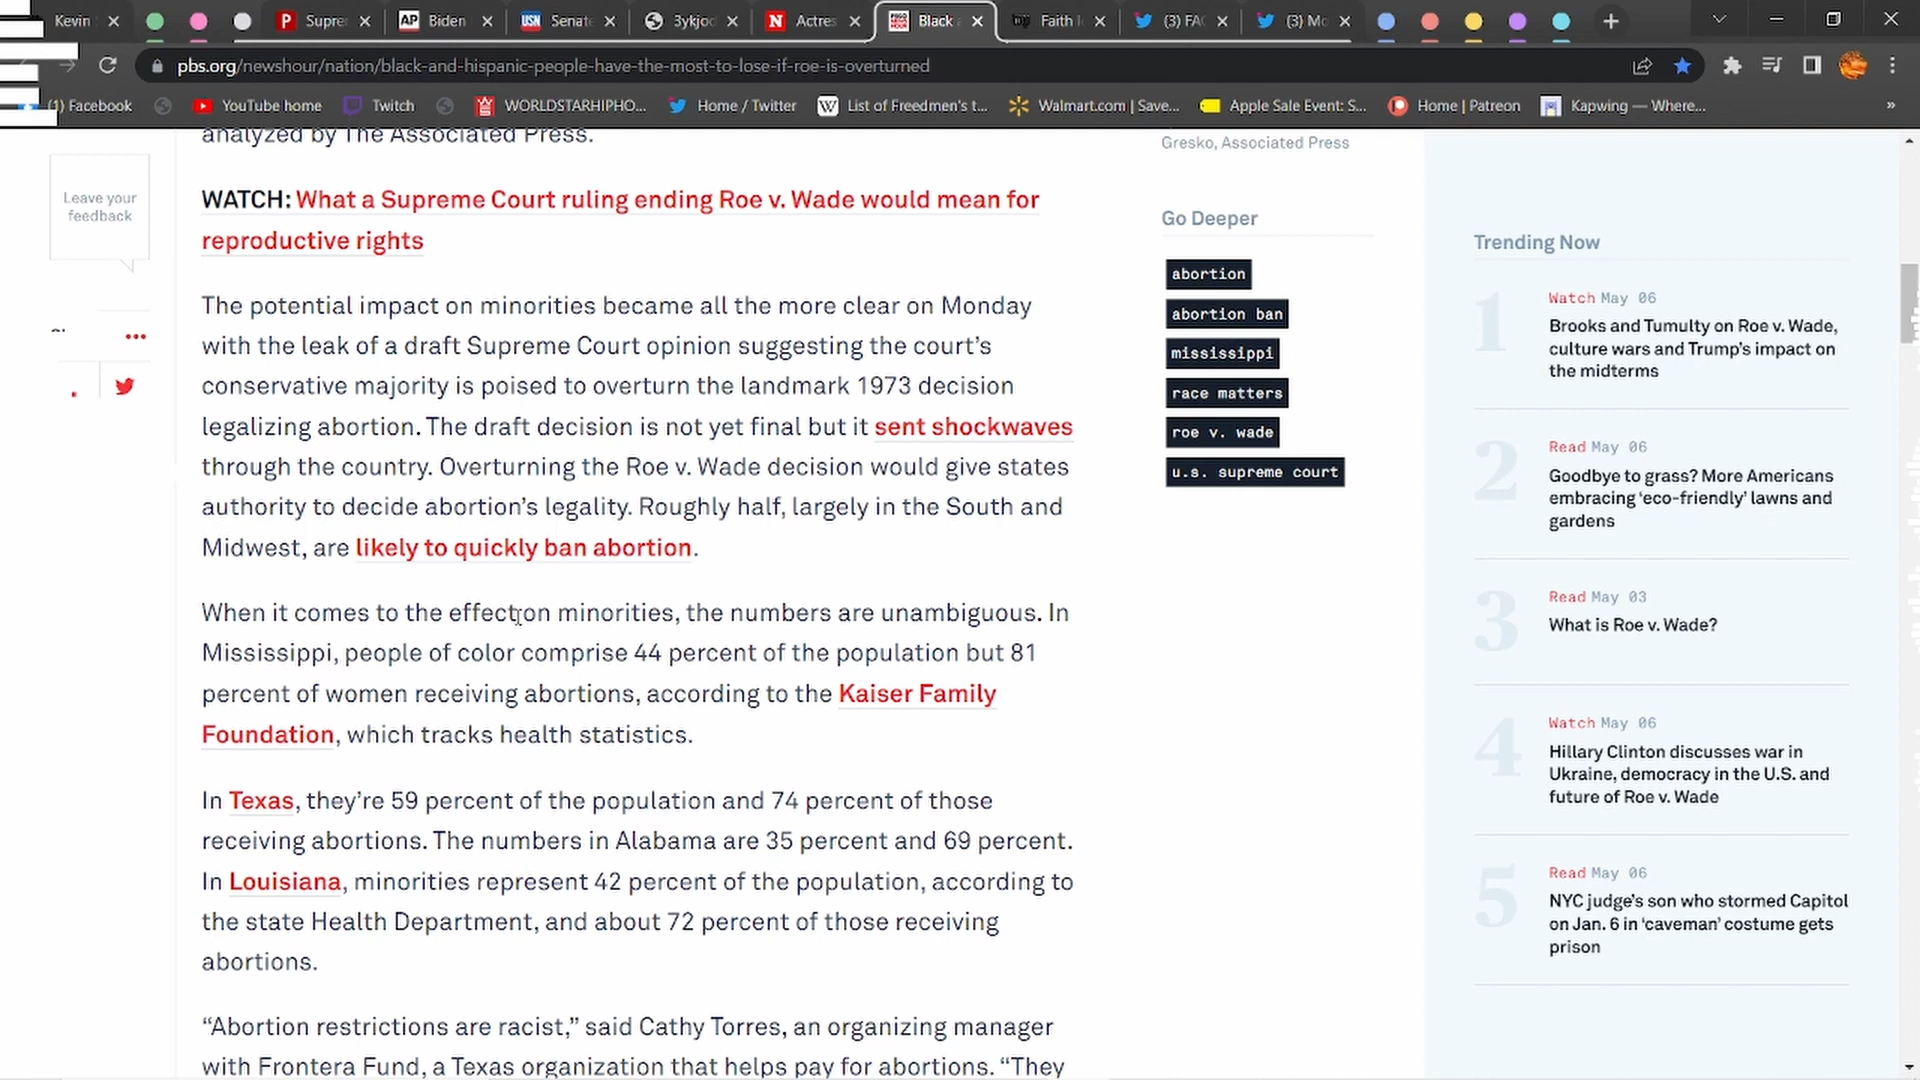 Kevin
Supre
AP Biden
USN Senat
3ykjo
N Actres
Black
Faith
(3) FA
(3) Mo
pbs.org/newshour/nation/black-and-hispanic-people-have-the-most-to-lose-if-roe-is-overturned
(1) Facebook
YouTube home
Twitch
WORLDSTARHIPHO...
Home / Twitter
W List of Freedmen's t...
Walmart.com | Save...
Apple Sale Event: S...
Home | Patreon
Kapwing — Where...
»
analyzed by The Associated Press.
WATCH: What a Supreme Court ruling ending Roe v. Wade would mean for
reproductive rights
The potential impact on minorities became all the more clear on Monday
with the leak of a draft Supreme Court opinion suggesting the court's
conservative majority is poised to overturn the landmark 1973 decision
legalizing abortion. The draft decision is not yet final but it sent shockwaves
through the country. Overturning the Roe v. Wade decision would give states
authority to decide abortion's legality. Roughly half, largely in the South and
Midwest, are likely to quickly ban abortion.
When it comes to the effect on minorities, the numbers are unambiguous. In
Mississippi, people of color comprise 44 percent of the population but 81
percent of women receiving abortions, according to the Kaiser Family
Foundation, which tracks health statistics.
In Texas, they're 59 percent of the population and 74 percent of those
receiving abortions. The numbers in Alabama are 35 percent and 69 percent.
In Louisiana, minorities represent 42 percent of the population, according to
the state Health Department, and about 72 percent of those receiving
abortions.
“Abortion restrictions are racist,” said Cathy Torres, an organizing manager
with Frontera Fund, a Texas organization that helps pay for abortions. “They
Leave your
feedback
Gresko, Associated Press
Go Deeper
abortion
abortion ban
mississippi
race matters
roe v. wade
u.s. supreme court
Trending Now
1
Watch May 06
Brooks and Tumulty on Roe v. Wade,
culture wars and Trump's impact on
the midterms
2
Read May 06
Goodbye to grass? More Americans
embracing ‘eco-friendly’ lawns and
gardens
3
Read May 03
What is Roe v. Wade?
4
Watch May 06
Hillary Clinton discusses war in
Ukraine, democracy in the U.S. and
future of Roe v. Wade
5
Read May 06
NYC judge's son who stormed Capitol
on Jan. 6 in ‘caveman’ costume gets
prison